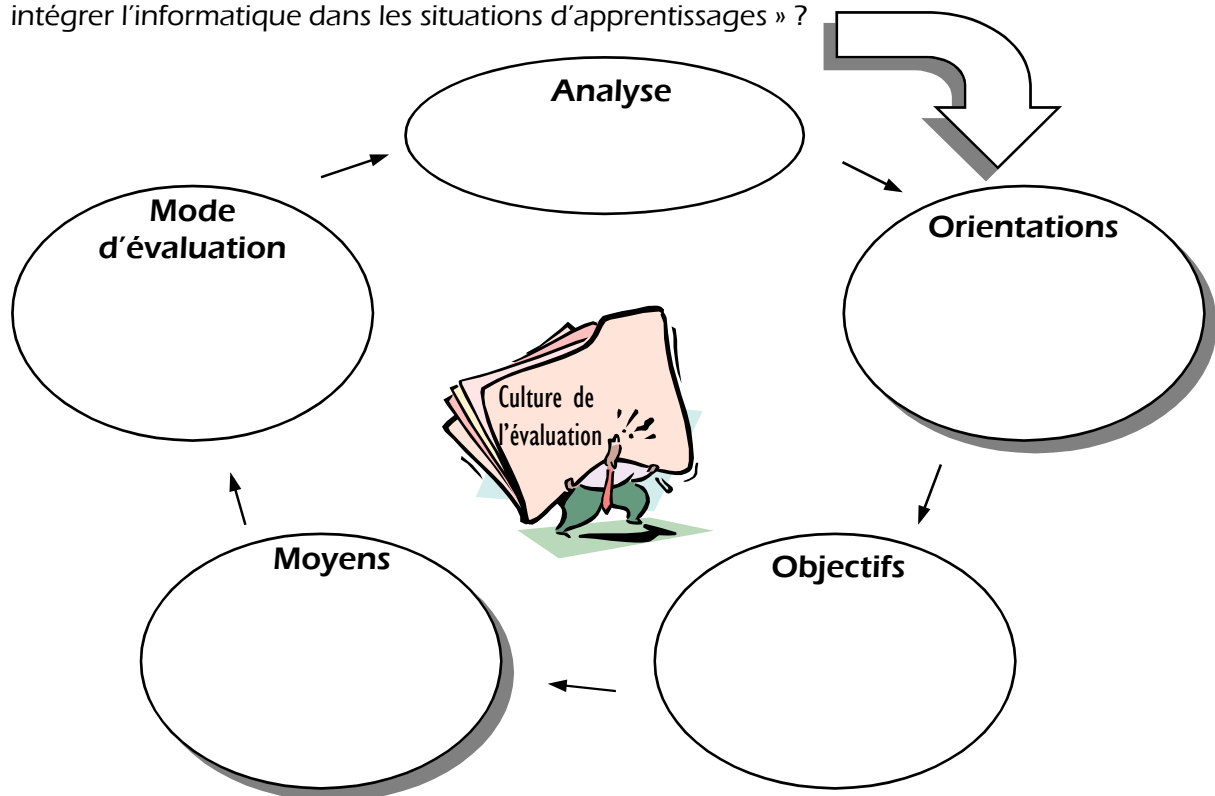 intégrer l'informatique dans les situations d'apprentissages » ?
Analyse
Mode
d'évaluation
Orientations
Culture de
l'évaluation
Moyens
Objectifs